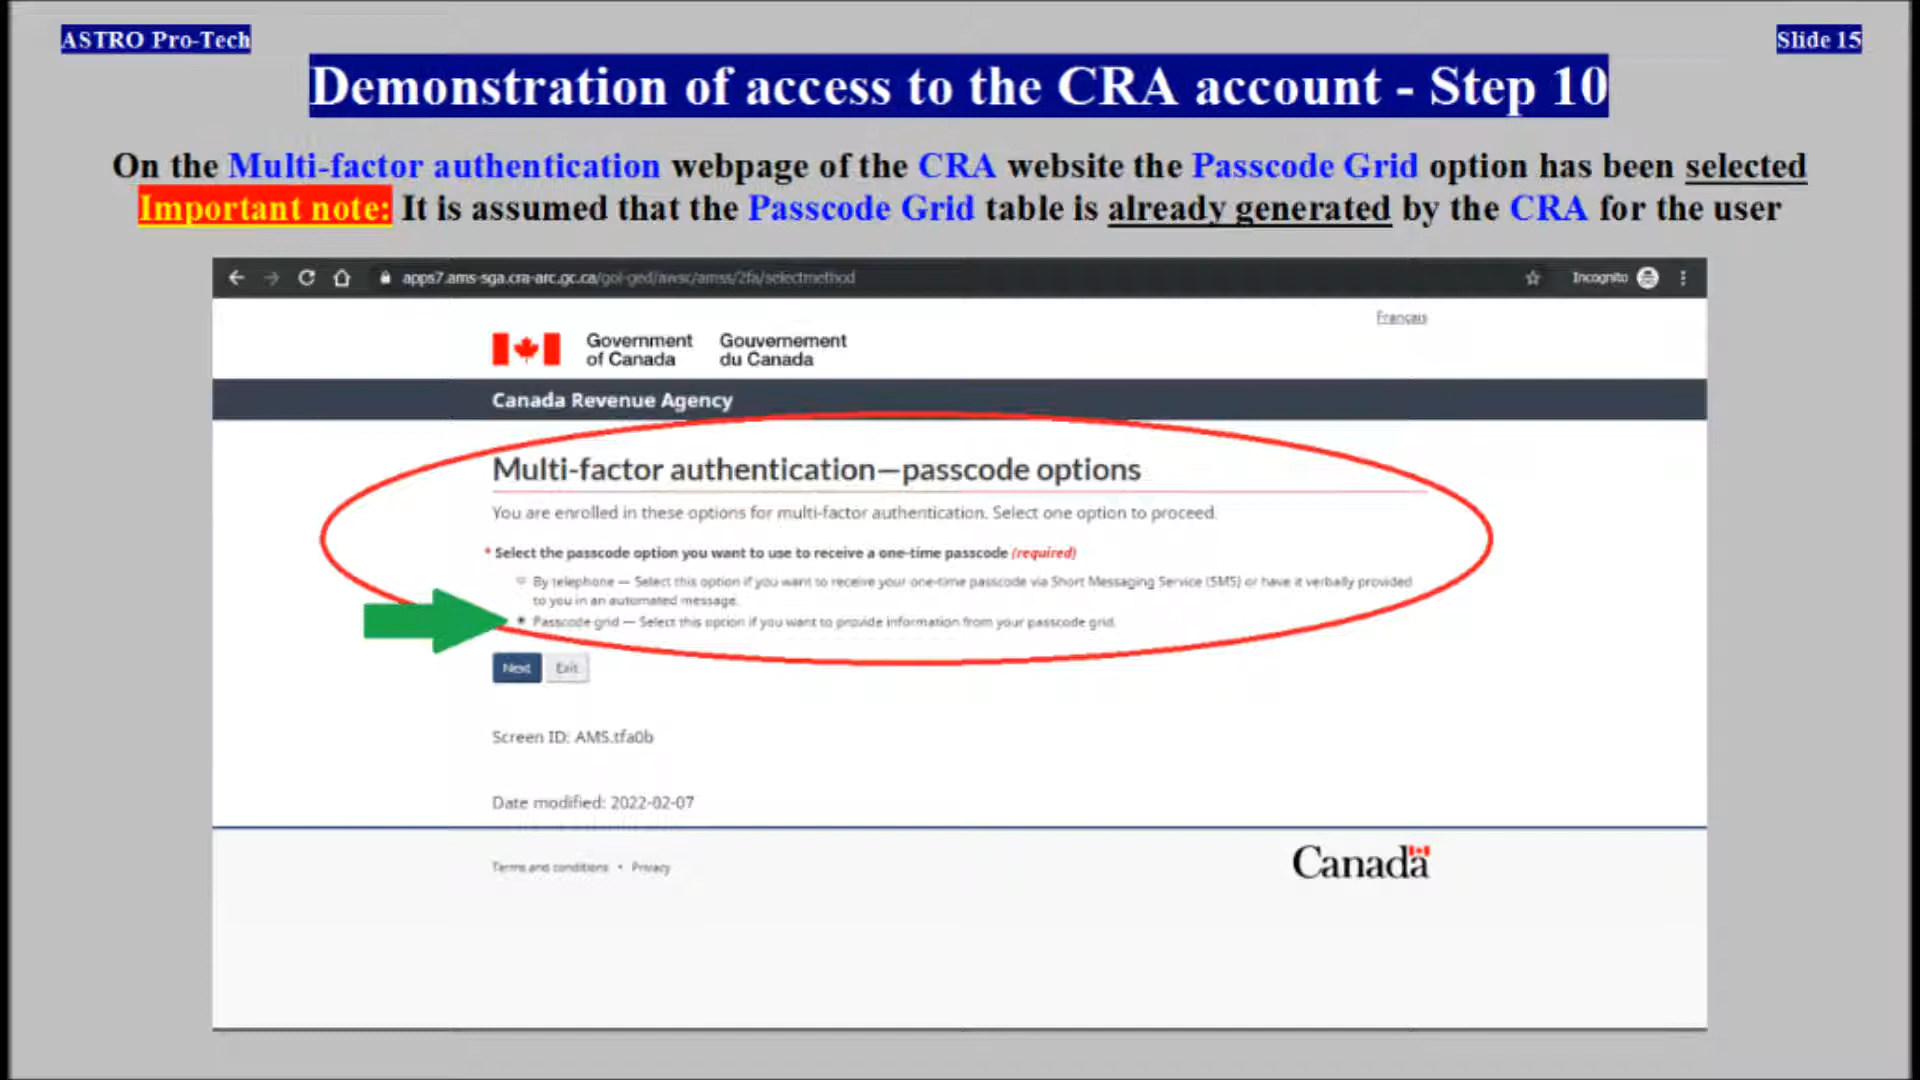 ASTRO Pro-Tech
Slide 15
Demonstration of access to the CRA account - Step 10
On the Multi-factor authentication webpage of the CRA website the Passcode Grid option has been selected
Important note: It is assumed that the Passcode Grid table is already generated by the CRA for the user
apps7.ams-sga.cra-arc.gc.ca/gol-ged/awsc/amss/2fa/selectmethod
Incognito
Français
Government of Canada
Gouvernement du Canada
Canada Revenue Agency
Multi-factor authentication—passcode options
You are enrolled in these options for multi-factor authentication. Select one option to proceed.
* Select the passcode option you want to use to receive a one-time passcode (required)
By telephone — Select this option if you want to receive your one-time passcode via Short Messaging Service (SMS) or have it verbally provided
to you in an automated message.
Passcode grid — Select this option if you want to provide information from your passcode grid.
Next Exit
Screen ID: AMS.tfa0b
Date modified: 2022-02-07
Terms and conditions • Privacy
Canada